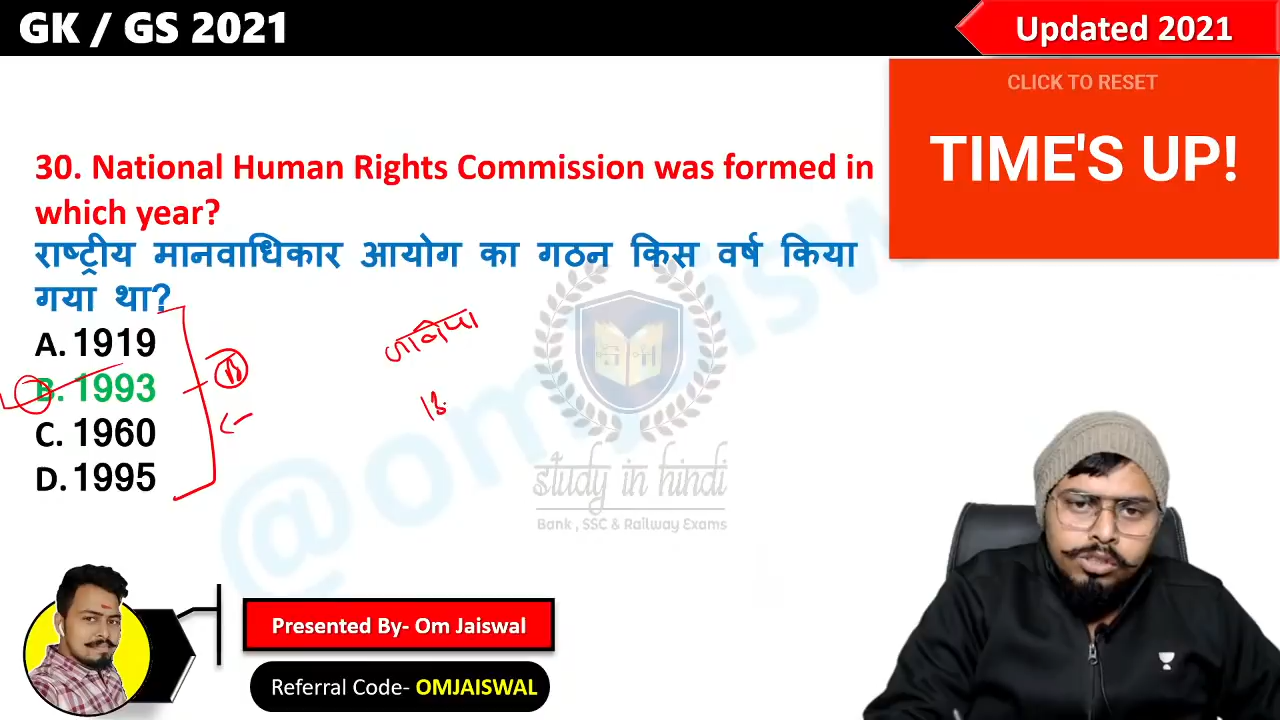 GK / GS 2021
Updated 2021
CLICK TO RESET
TIME'S UP!
30. National Human Rights Commission was formed in
which year?
राष्ट्रीय मानवाधिकार आयोग का गठन किस वर्ष किया
गया था?
A. 1919
B. 1993
C. 1960
D. 1995
study in hindi
Bank , SSC & Railway Exams
Presented By- Om Jaiswal
Referral Code- OMJAISWAL